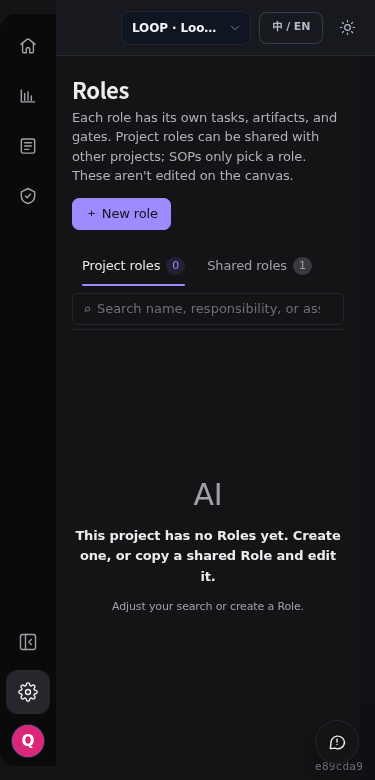 LOOP · Loo...
中 / EN
Roles
Each role has its own tasks, artifacts, and
gates. Project roles can be shared with
other projects; SOPs only pick a role.
These aren't edited on the canvas.
+ New role
Project roles 0
Shared roles 1
Search name, responsibility, or as
AI
This project has no Roles yet. Create
one, or copy a shared Role and edit
it.
Adjust your search or create a Role.
Q
e89cda9